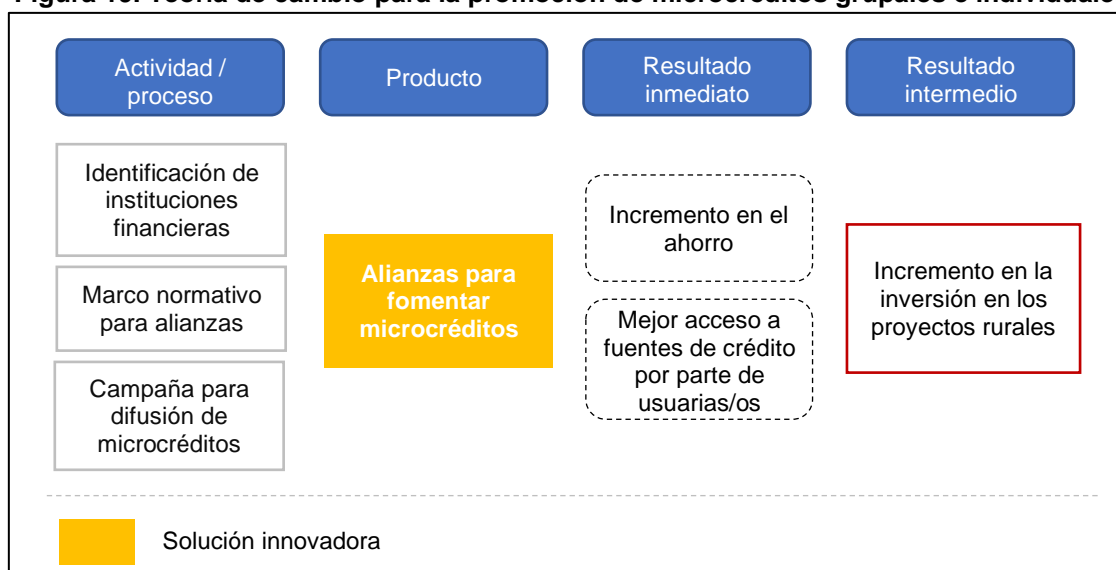 Actividad /
proceso
Producto
Resultado
inmediato
Resultado
intermedio
Identificación de
instituciones
financieras
Marco normativo
para alianzas
Campaña para
difusión de
microcréditos
Alianzas para
fomentar
microcréditos
Incremento en el
ahorro
Mejor acceso a
fuentes de crédito
por parte de
usuarias/os
Incremento en la
inversión en los
proyectos rurales
Solución innovadora